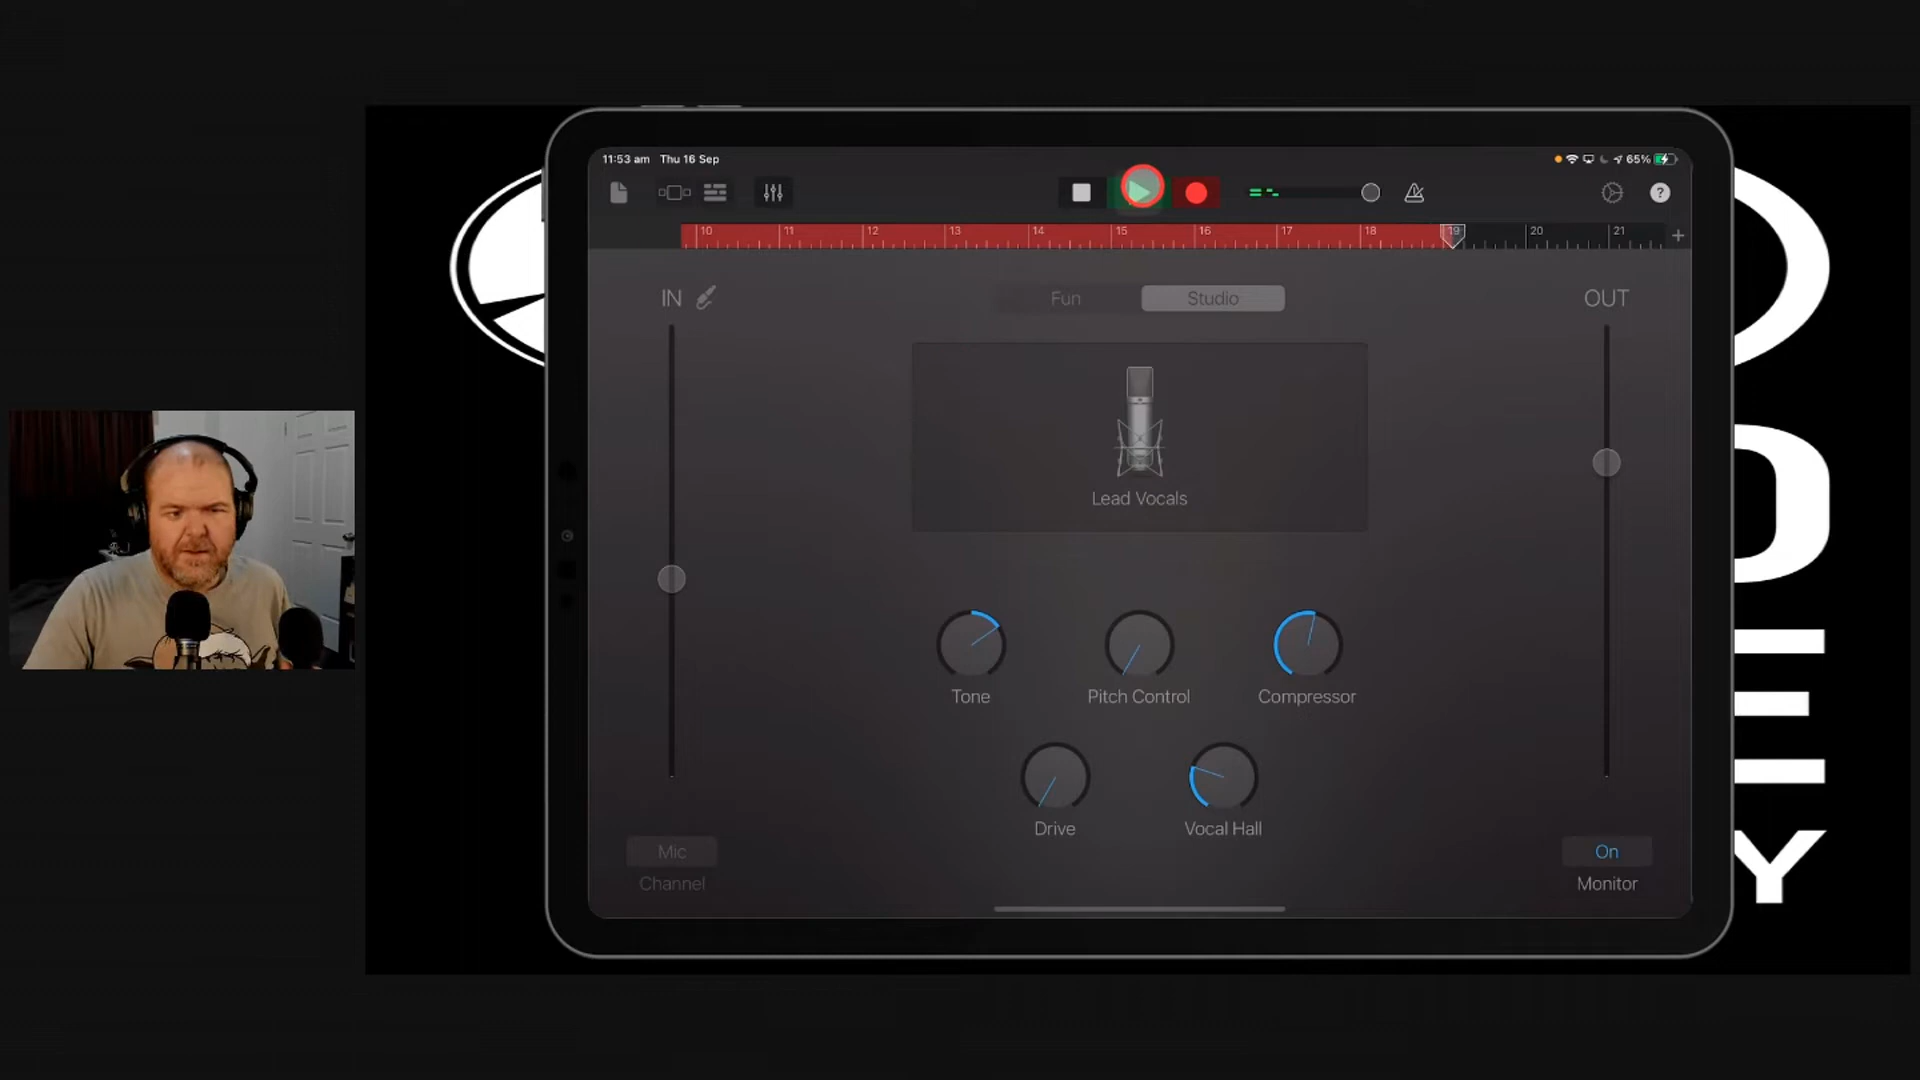 11:53 am Thu 16 Sep
65%
?
10 11 12 13 14 15 16 17 18 19 20 21
IN
Fun
Studio
OUT
Lead Vocals
Tone
Pitch Control
Compressor
Drive
Vocal Hall
Mic
Channel
On
Monitor
D
E
Y